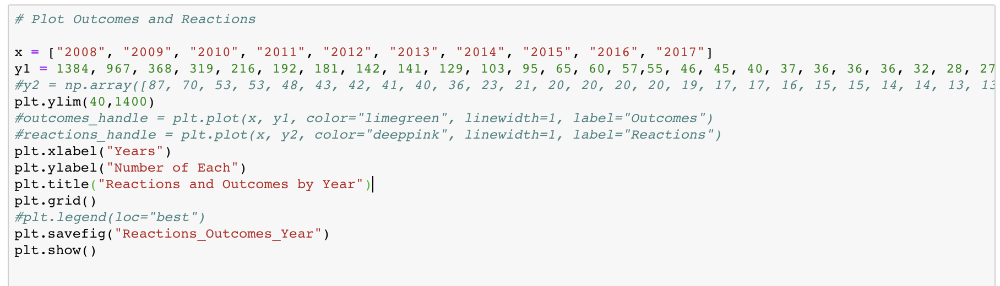 # Plot Outcomes and Reactions
x = ["2008", "2009", "2010", "2011", "2012", "2013", "2014", "2015", "2016", "2017"]
y1 = 1384, 967, 368, 319, 216, 192, 181, 142, 141, 129, 103, 95, 65, 60, 57,55, 46, 45, 40, 37, 36, 36, 36, 32, 28, 27
#y2 = np.array([87, 70, 53, 53, 48, 43, 42, 41, 40, 36, 23, 21, 20, 20, 20, 20, 19, 17, 17, 16, 15, 15, 14, 14, 13, 13
plt.ylim(40,1400)
#outcomes_handle = plt.plot(x, y1, color="limegreen", linewidth=1, label="Outcomes")
#reactions_handle = plt.plot(x, y2, color="deeppink", linewidth=1, label="Reactions")
plt.xlabel("Years")
plt.ylabel("Number of Each")
plt.title("Reactions and Outcomes by Year")
plt.grid()
#plt.legend(loc="best")
plt.savefig("Reactions_Outcomes_Year")
plt.show()